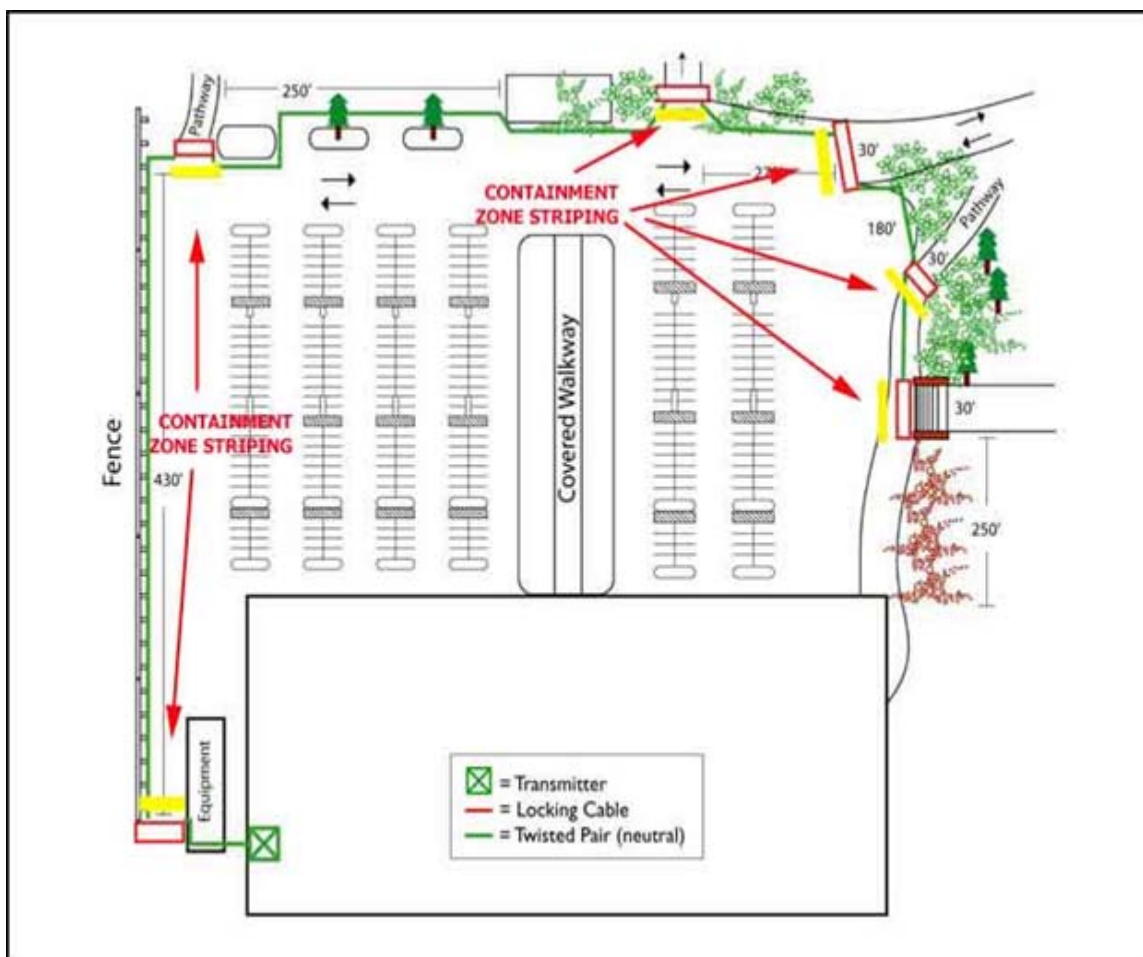 Pathway
250'
30'
27'
CONTAINMENT
ZONE STRIPING
180'
Pathway
30'
Fence
CONTAINMENT
ZONE STRIPING
430'
Covered Walkway
30'
250'
Equipment
= Transmitter
= Locking Cable
= Twisted Pair (neutral)